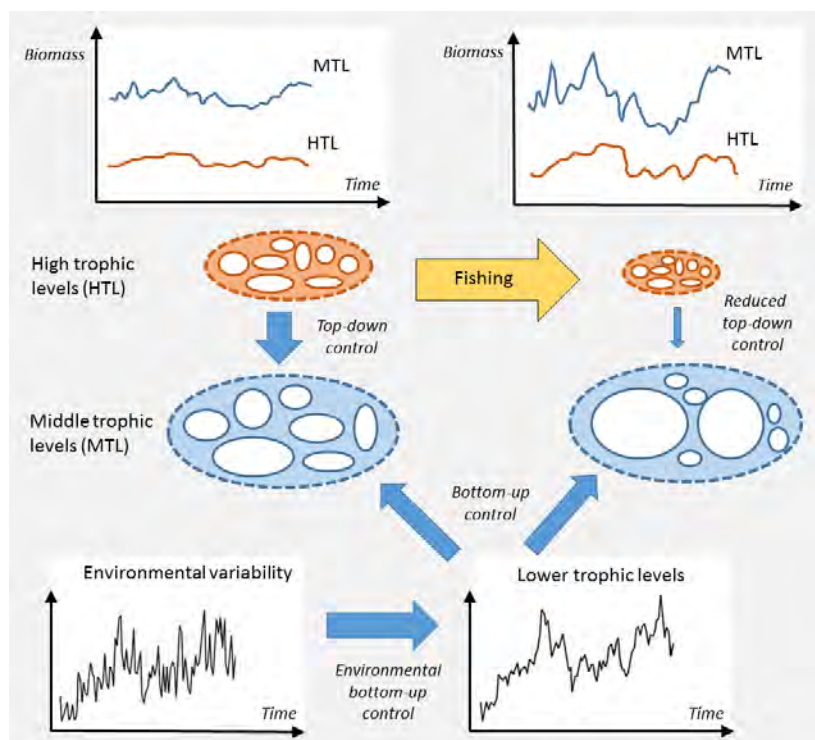 Biomass
MTL
HTL
Time
Biomass
MTL
HTL
Time
High trophic
levels (HTL)
Fishing
Top-down
control
Reduced
top-down
control
Middle trophic
levels (MTL)
Bottom-up
control
Environmental variability
Time
Environmental
bottom-up
control
Lower trophic levels
Time